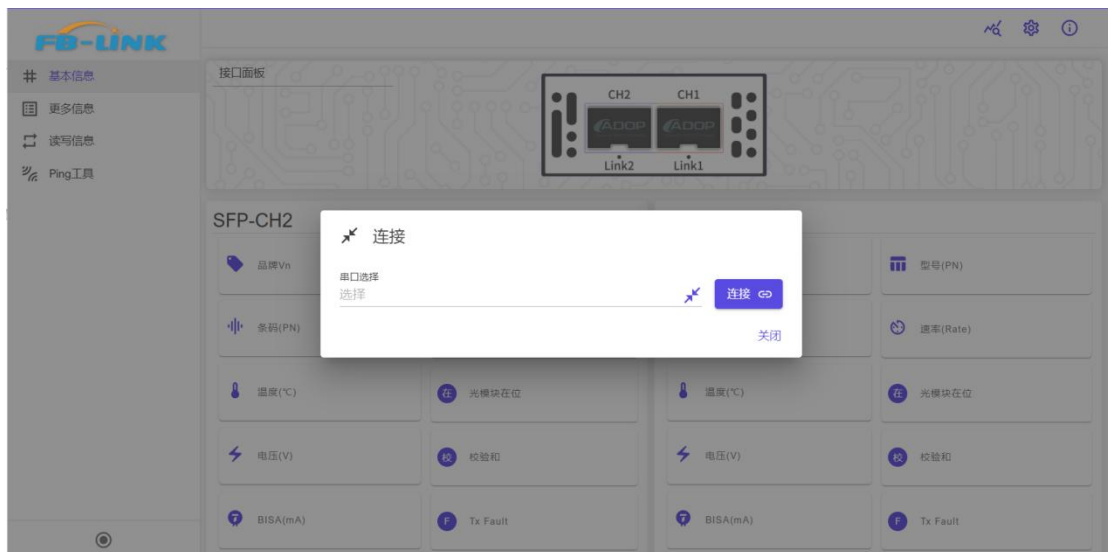 FB-LINK
基本信息
更多信息
读写信息
Ping工具
接口面板
CH2 CH1
ADOP ADOP
Link2 Link1
SFP-CH2
连接
串口选择
选择
连接
关闭
品牌Vn
型号(PN)
条码(PN)
速率(Rate)
温度(℃) 在 光模块在位 温度(℃) 在 光模块在位
电压(V) 校 校验和 电压(V) 校 校验和
BISA(mA) F Tx Fault BISA(mA) F Tx Fault